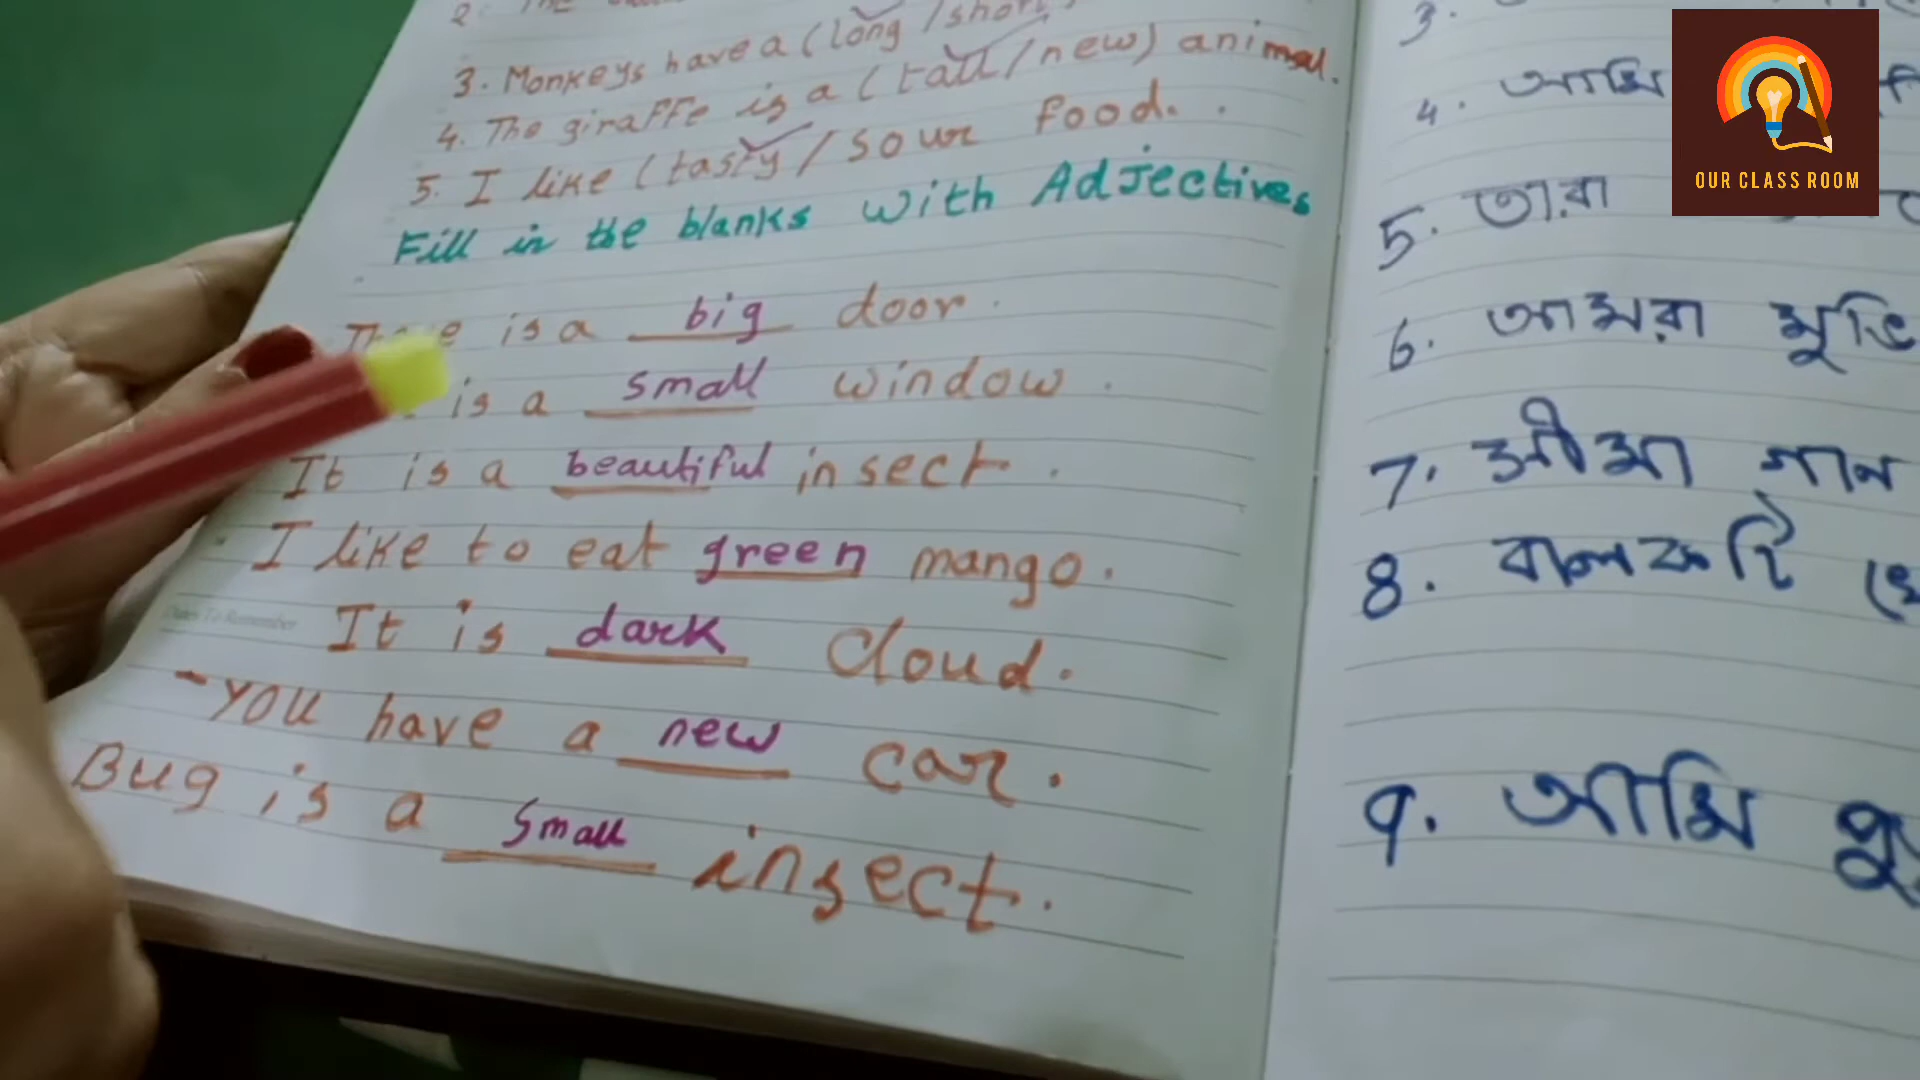 3. Monkeys have a (long / short
4. The giraffe is a (tall / new) animal.
5. I like (tasty / sour food.
Fill in the blanks with Adjectives
is a big door.
is a small window.
It is a beautiful insect.
I like to eat green mango.
It is dark cloud.
You have a new car.
Bug is a small insect.
3.
4. আমি
5. তারা
6. আমরা
7. সীমা গান
8. বালকটি
9. আমি
OUR CLASS ROOM